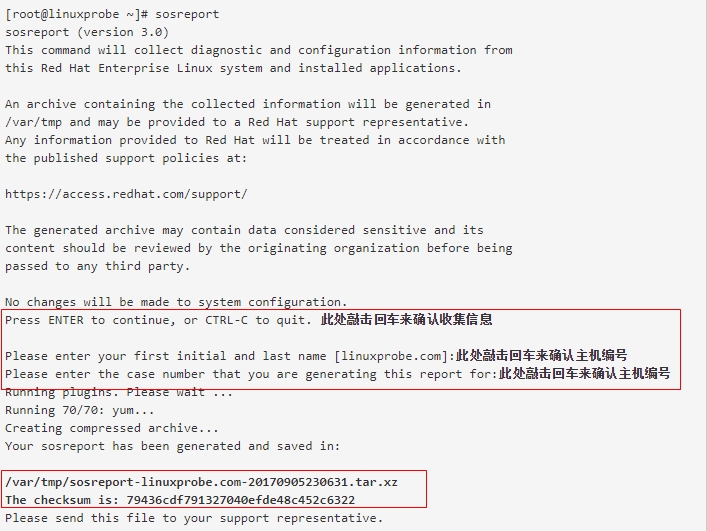 [root@linuxprobe ~]# sosreport
sosreport (version 3.0)
This command will collect diagnostic and configuration information from
this Red Hat Enterprise Linux system and installed applications.
An archive containing the collected information will be generated in
/var/tmp and may be provided to a Red Hat support representative.
Any information provided to Red Hat will be treated in accordance with
the published support policies at:
https://access.redhat.com/support/
The generated archive may contain data considered sensitive and its
content should be reviewed by the originating organization before being
passed to any third party.
No changes will be made to system configuration.
Press ENTER to continue, or CTRL-C to quit. 此处敲击回车来确认收集信息
Please enter your first initial and last name [linuxprobe.com]:此处敲击回车来确认主机编号
Please enter the case number that you are generating this report for:此处敲击回车来确认主机编号
Running plugins. Please wait ...
Running 70/70: yum...
Creating compressed archive...
Your sosreport has been generated and saved in:
/var/tmp/sosreport-linuxprobe.com-20170905230631.tar.xz
The checksum is: 79436cdf791327040efde48c452c6322
Please send this file to your support representative.